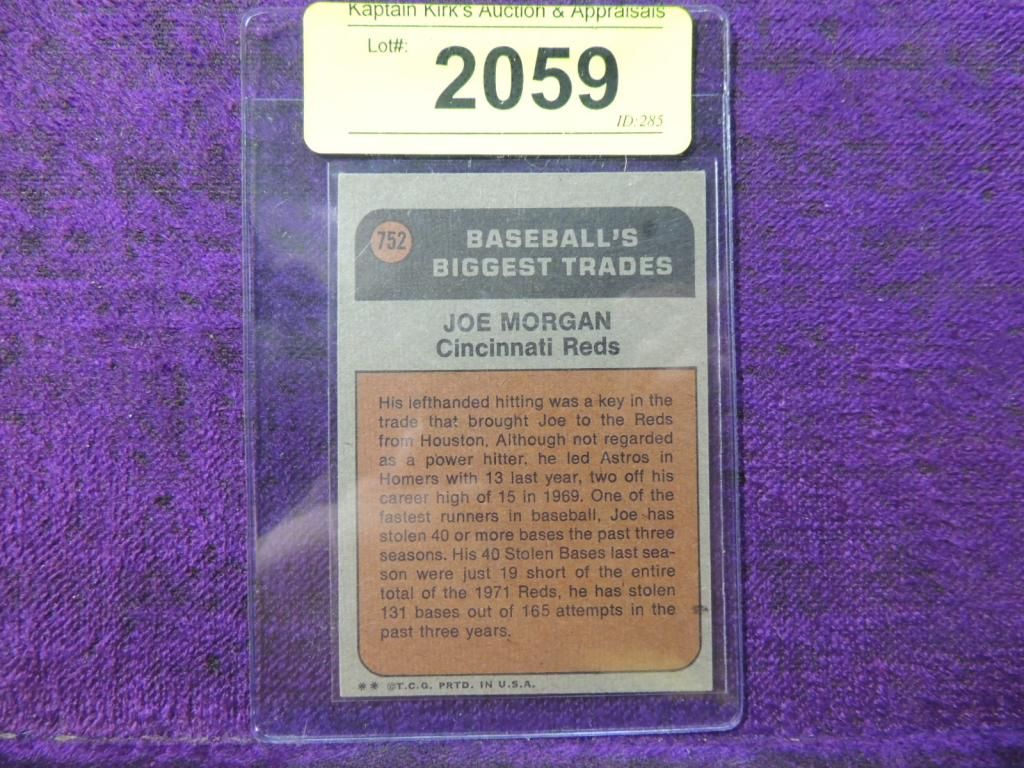 Kaptain Kirk's Auction & Appraisals
Lot#:
2059
ID:285
752
BASEBALL'S
BIGGEST TRADES
JOE MORGAN
Cincinnati Reds
His lefthanded hitting was a key in the
trade that brought Joe to the Reds
from Houston. Although not regarded
as a power hitter, he led Astros in
Homers with 13 last year, two off his
career high of 15 in 1969. One of the
fastest runners in baseball, Joe has
stolen 40 or more bases the past three
seasons. His 40 Stolen Bases last sea-
son were just 19 short of the entire
total of the 1971 Reds, he has stolen
131 bases out of 165 attempts in the
past three years.
** ©T.C.G. PRTD. IN U.S.A.